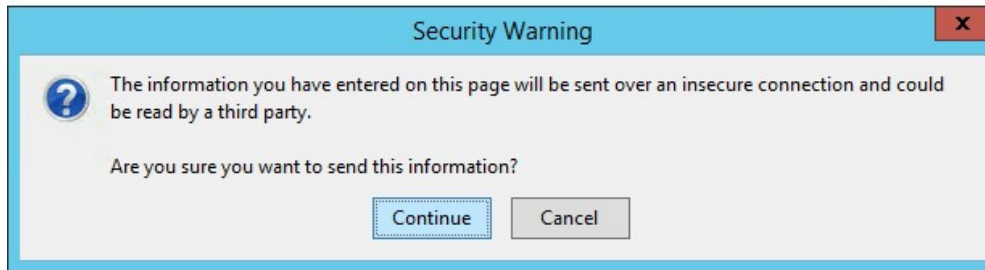 Security Warning
x
?
The information you have entered on this page will be sent over an insecure connection and could
be read by a third party.
Are you sure you want to send this information?
Continue Cancel